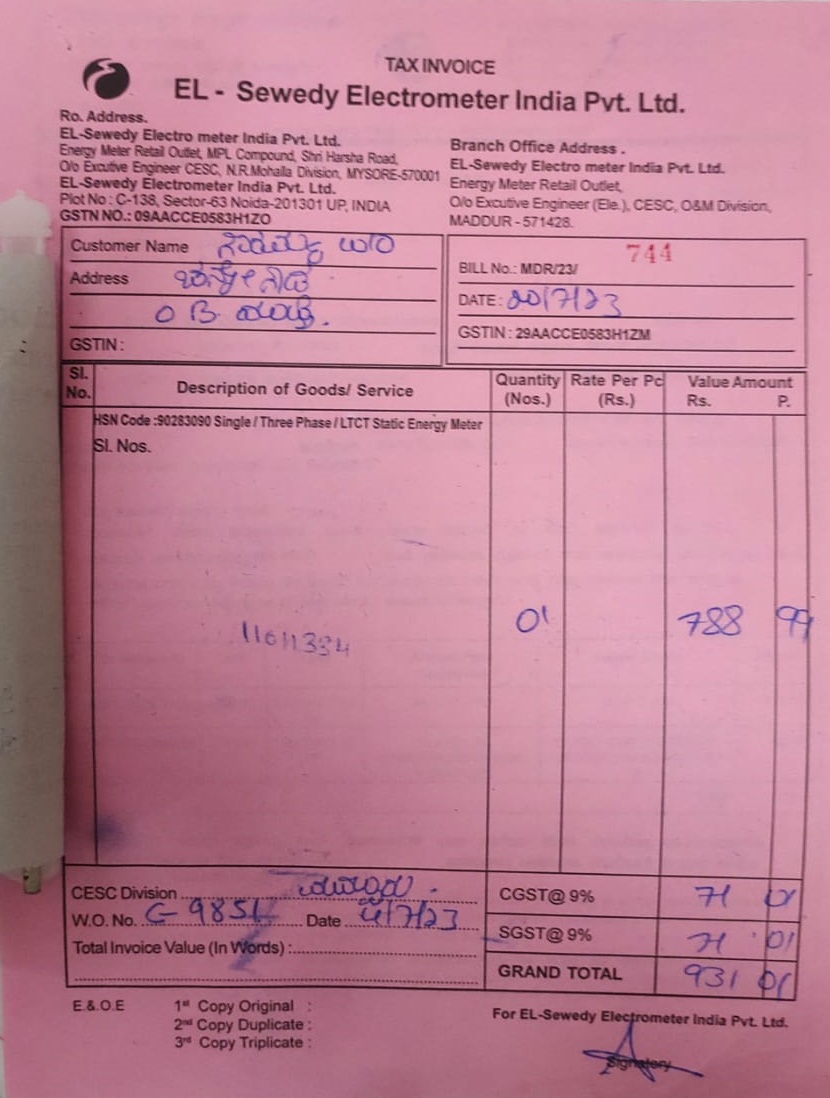 TAX INVOICE
EL - Sewedy Electrometer India Pvt. Ltd.
Ro. Address.
EL-Sewedy Electro meter India Pvt. Ltd.
Energy Meter Retail Outlet, MPL Compound, Shri Harsha Road,
O/o Excutive Engineer CESC, N.R.Mohalla Division, MYSORE-570001
EL-Sewedy Electrometer India Pvt. Ltd.
Plot No : C-138, Sector-63 Noida-201301 UP, INDIA
GSTN NO.: 09AACCE0583H1ZO
Branch Office Address .
EL-Sewedy Electro meter India Pvt. Ltd.
Energy Meter Retail Outlet,
O/o Excutive Engineer (Ele.), CESC, O&M Division,
MADDUR - 571428.
Customer Name
Address
GSTIN :
BILL No.: MDR/23/ 744
DATE : 20/7/23
GSTIN : 29AACCE0583H1ZM
Sl. No. Description of Goods/ Service Quantity (Nos.) Rate Per Pc (Rs.) Value Amount Rs. P.
HSN Code :90283090 Single / Three Phase / LTCT Static Energy Meter
Sl. Nos.
11611334 01 788 99
CESC Division
W.O. No. G-9851 Date 4/7/23
Total Invoice Value (In Words) :
CGST@ 9% 71 01
SGST@ 9% 71 01
GRAND TOTAL 931 01
E.& O.E
1st Copy Original :
2nd Copy Duplicate :
3rd Copy Triplicate :
For EL-Sewedy Electrometer India Pvt. Ltd.
Signatory